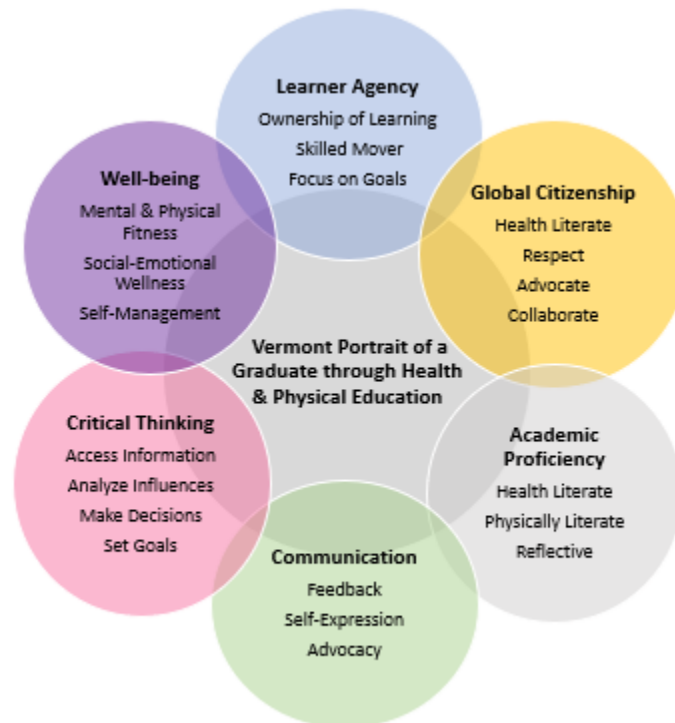 Learner Agency
Ownership of Learning
Skilled Mover
Focus on Goals
Global Citizenship
Health Literate
Respect
Advocate
Collaborate
Academic
Proficiency
Health Literate
Physically Literate
Reflective
Communication
Feedback
Self-Expression
Advocacy
Critical Thinking
Access Information
Analyze Influences
Make Decisions
Set Goals
Well-being
Mental & Physical
Fitness
Social-Emotional
Wellness
Self-Management
Vermont Portrait of a
Graduate through Health
& Physical Education